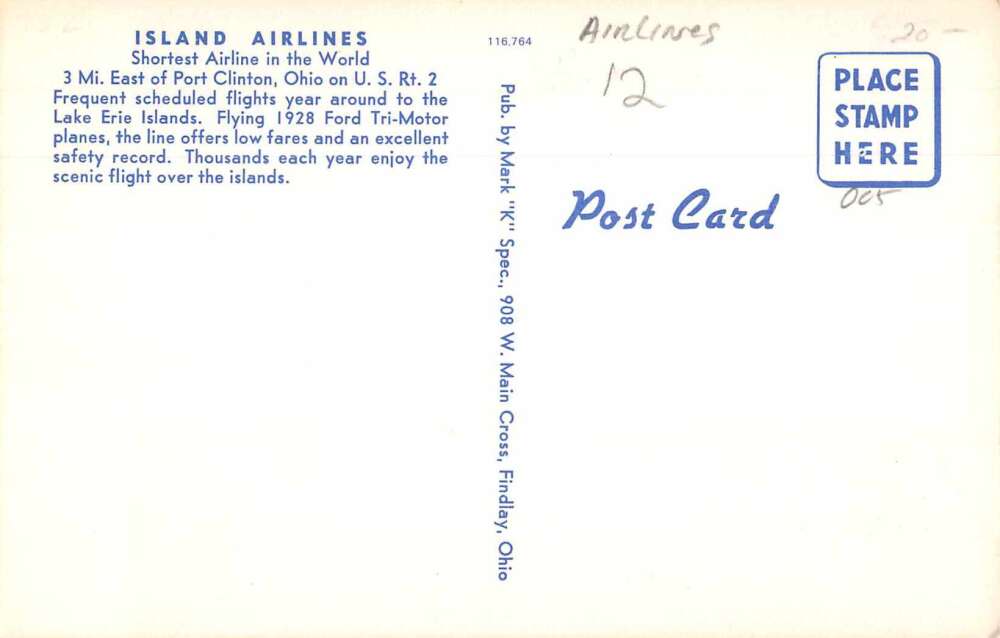 ISLAND AIRLINES
Shortest Airline in the World
3 Mi. East of Port Clinton, Ohio on U. S. Rt. 2
Frequent scheduled flights year around to the
Lake Erie Islands. Flying 1928 Ford Tri-Motor
planes, the line offers low fares and an excellent
safety record. Thousands each year enjoy the
scenic flight over the islands.
116,764
Pub. by Mark "K" Spec., 908 W. Main Cross, Findlay, Ohio
Airlines
12
20-
PLACE
STAMP
HERE
Post Card